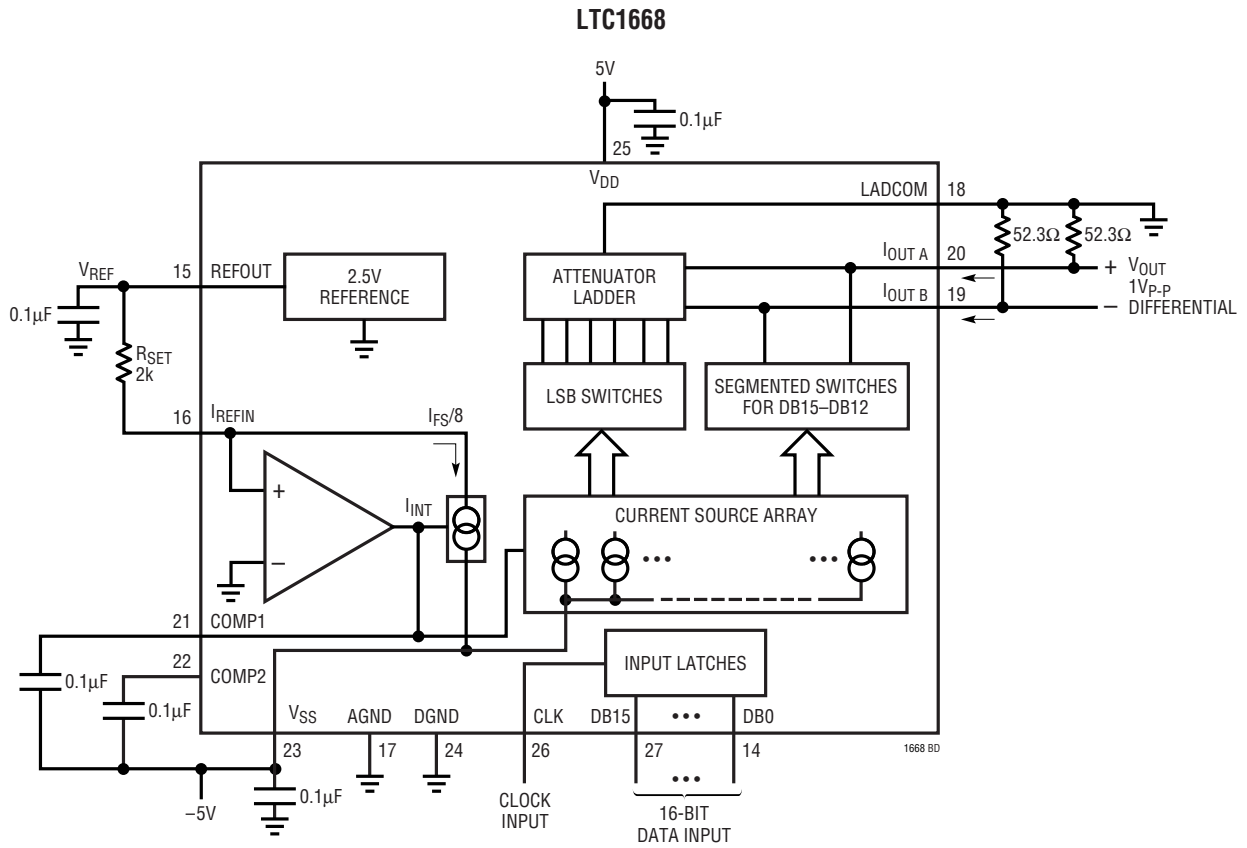 LTC1668
5V
0.1µF
25
VDD
LADCOM
18
52.3Ω
52.3Ω
IOUT A
20
+
VOUT
1VP-P
DIFFERENTIAL
IOUT B
19
–
VREF
15
REFOUT
2.5V
REFERENCE
ATTENUATOR
LADDER
0.1µF
RSET
2k
LSB SWITCHES
SEGMENTED SWITCHES
FOR DB15–DB12
16
IREFIN
IFS/8
+
–
IINT
CURRENT SOURCE ARRAY
•••
•••
21
COMP1
22
COMP2
0.1µF
0.1µF
INPUT LATCHES
VSS
AGND
DGND
CLK
DB15
•••
DB0
23
17
24
26
27
14
1668 BD
–5V
0.1µF
CLOCK
INPUT
•••
16-BIT
DATA INPUT